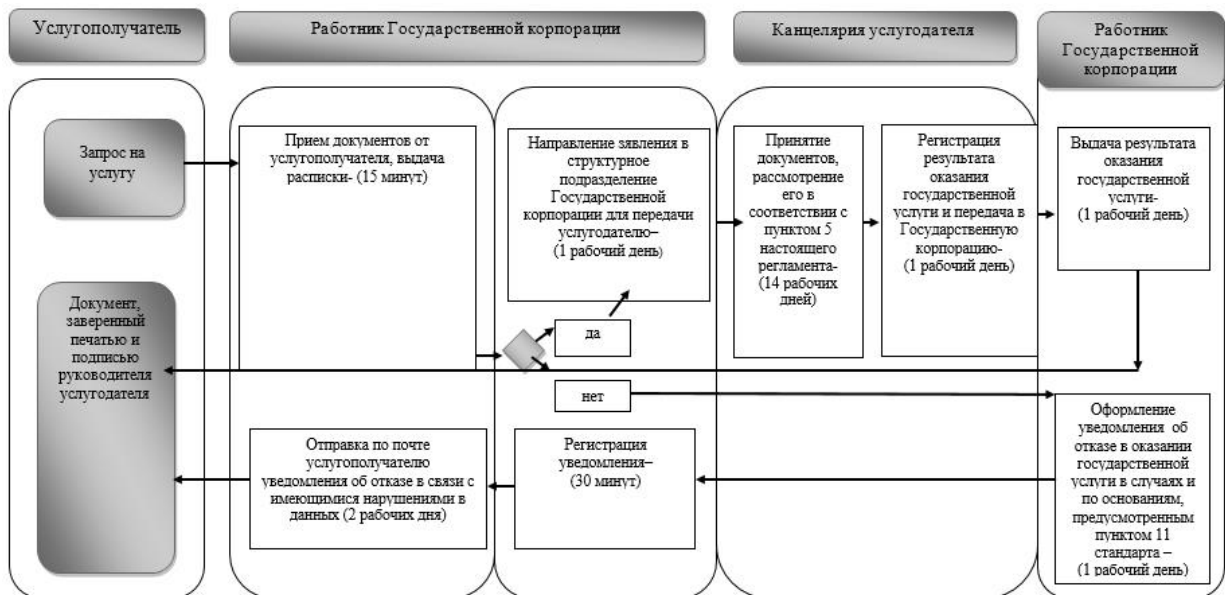 Услугополучатель
Работник Государственной корпорации
Канцелярия услугодателя
Работник
Государственной
корпорации
Запрос на
услугу
Прием документов от
услугополучателя, выдача
расписки- (15 минут)
Направление зявления в
структурное
подразделение
Государственной
корпорации для передачи
услугодателю–
(1 рабочий день)
Принятие
документов,
рассмотрение
его в
соответствии с
пунктом 5
настоящего
регламента-
(14 рабочих
дней)
Регистрация
результата
оказания
государственной
услуги и передача в
Государственную
корпорацию-
(1 рабочий день)
Выдача результата
оказания
государственной
услуги-
(1 рабочий день)
да
нет
Документ,
заверенный
печатью и
подписью
руководителя
услугодателя
Отправка по почте
услугополучателю
уведомления об отказе в связи с
имеющимися нарушениями в
данных (2 рабочих дня)
Регистрация
уведомления–
(30 минут)
Оформление
уведомления об
отказе в оказании
государственной
услуги в случаях и
по основаниям,
предусмотренным
пунктом 11
стандарта –
(1 рабочий день)